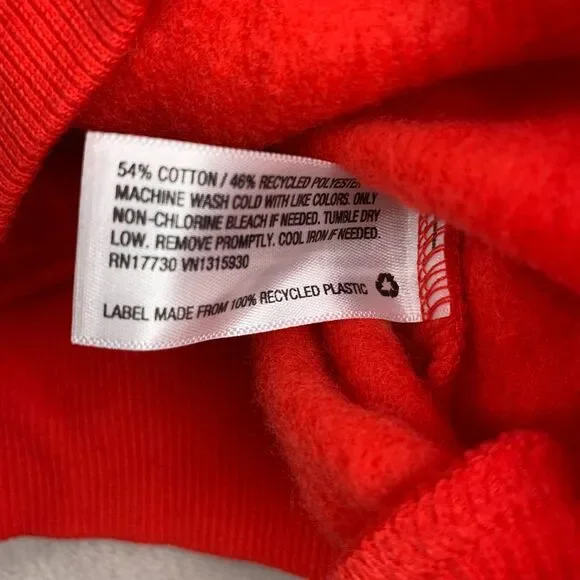 54% COTTON / 46% RECYCLED POLYESTER
MACHINE WASH COLD WITH LIKE COLORS. ONLY
NON-CHLORINE BLEACH IF NEEDED. TUMBLE DRY
LOW. REMOVE PROMPTLY. COOL IRON IF NEEDED.
RN17730 VN1315930
LABEL MADE FROM 100% RECYCLED PLASTIC